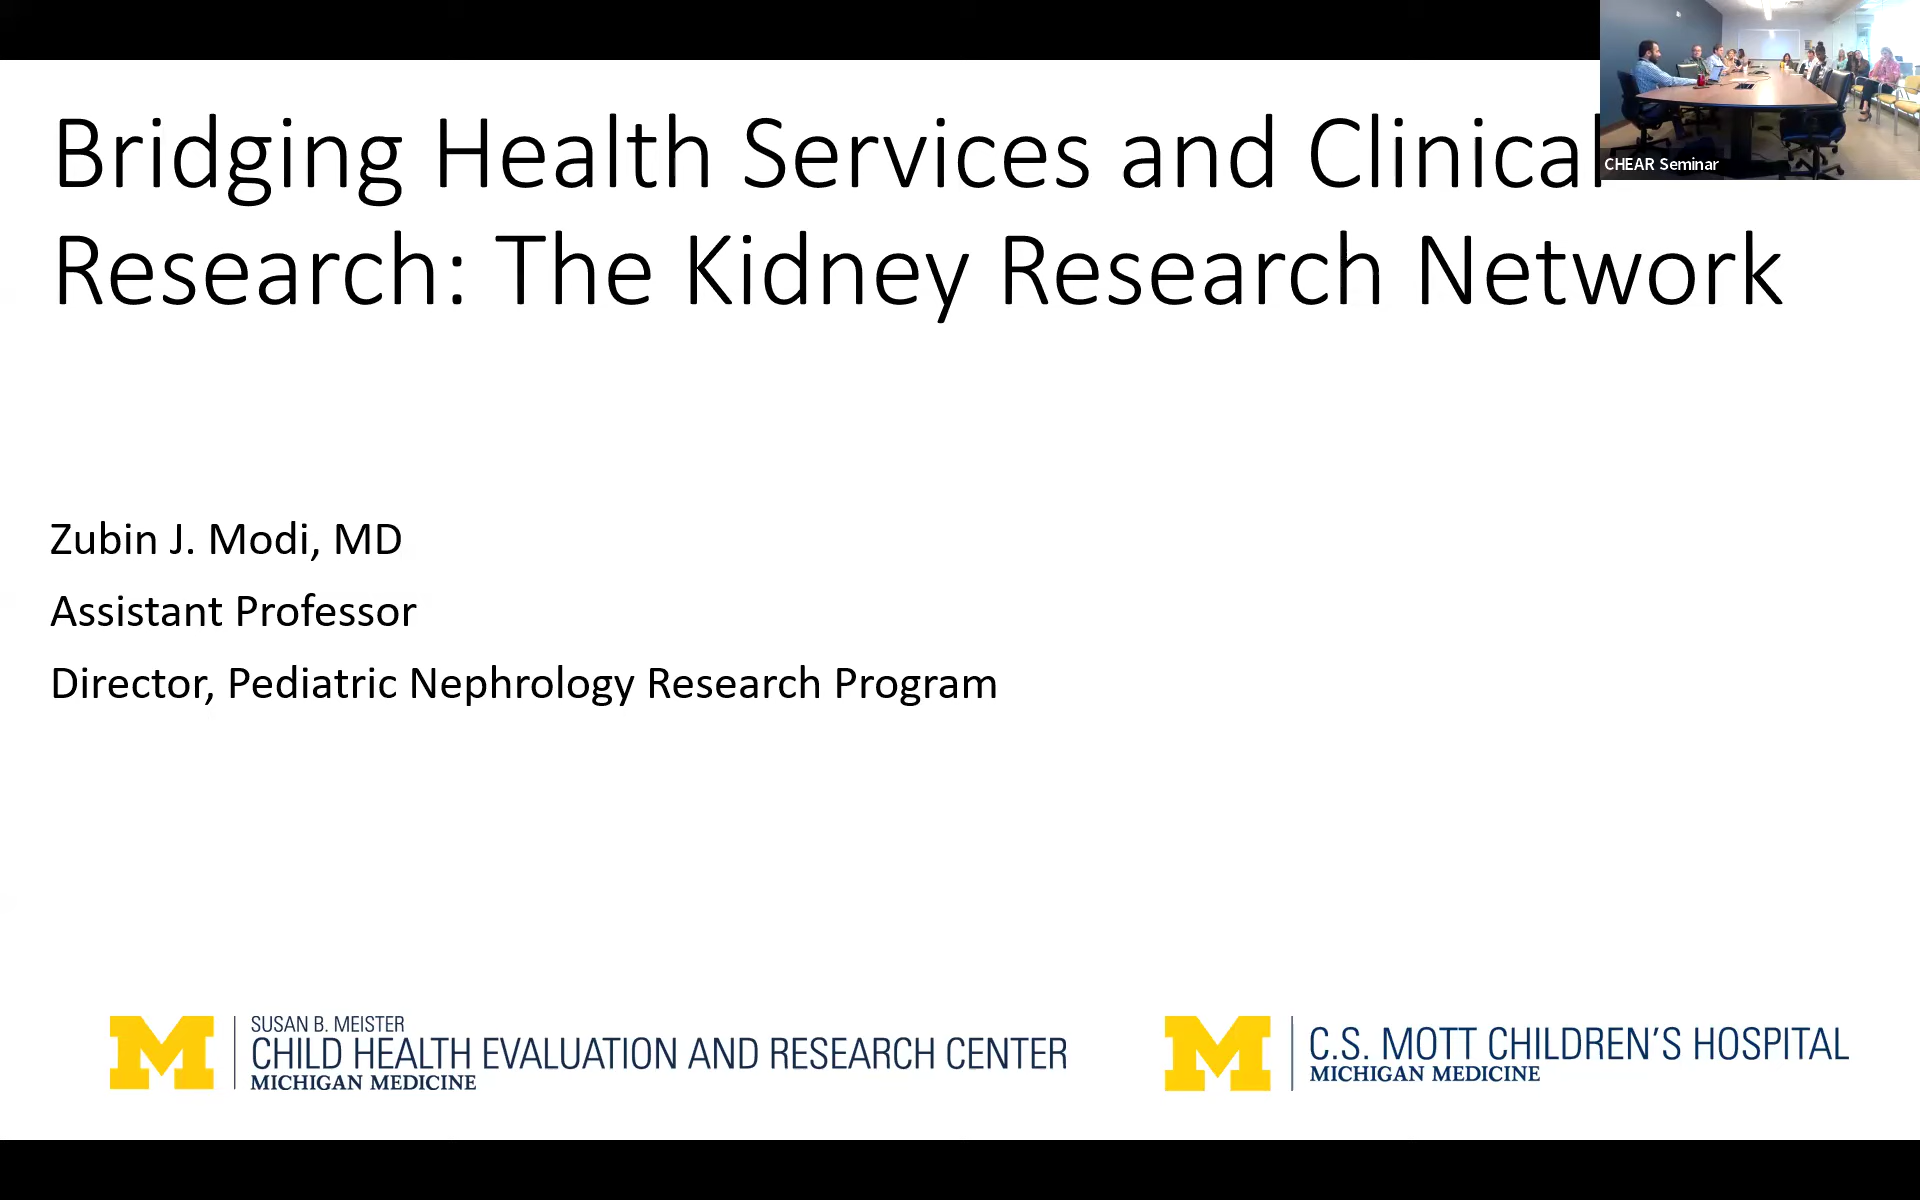 Bridging Health Services and Clinical
Research: The Kidney Research Network
CHEAR Seminar
Zubin J. Modi, MD
Assistant Professor
Director, Pediatric Nephrology Research Program
M
SUSAN B. MEISTER
CHILD HEALTH EVALUATION AND RESEARCH CENTER
MICHIGAN MEDICINE
M
C.S. MOTT CHILDREN'S HOSPITAL
MICHIGAN MEDICINE